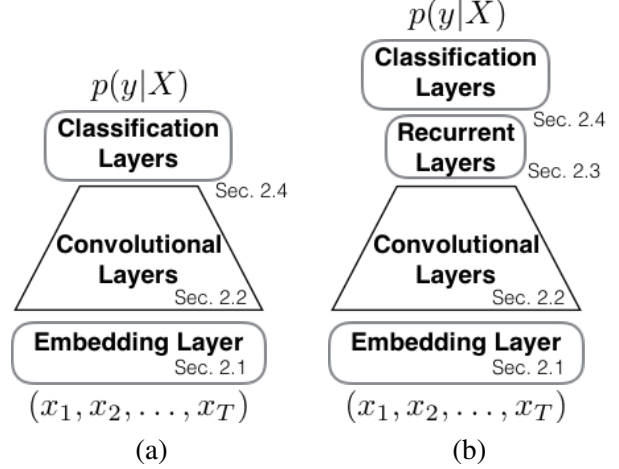 p(y|X)
Classification
Layers
Sec. 2.4
Convolutional
Layers
Sec. 2.2
Embedding Layer
Sec. 2.1
(x₁, x₂, . . . , x_T)
(a)
p(y|X)
Classification
Layers
Sec. 2.4
Recurrent
Layers
Sec. 2.3
Convolutional
Layers
Sec. 2.2
Embedding Layer
Sec. 2.1
(x₁, x₂, . . . , x_T)
(b)